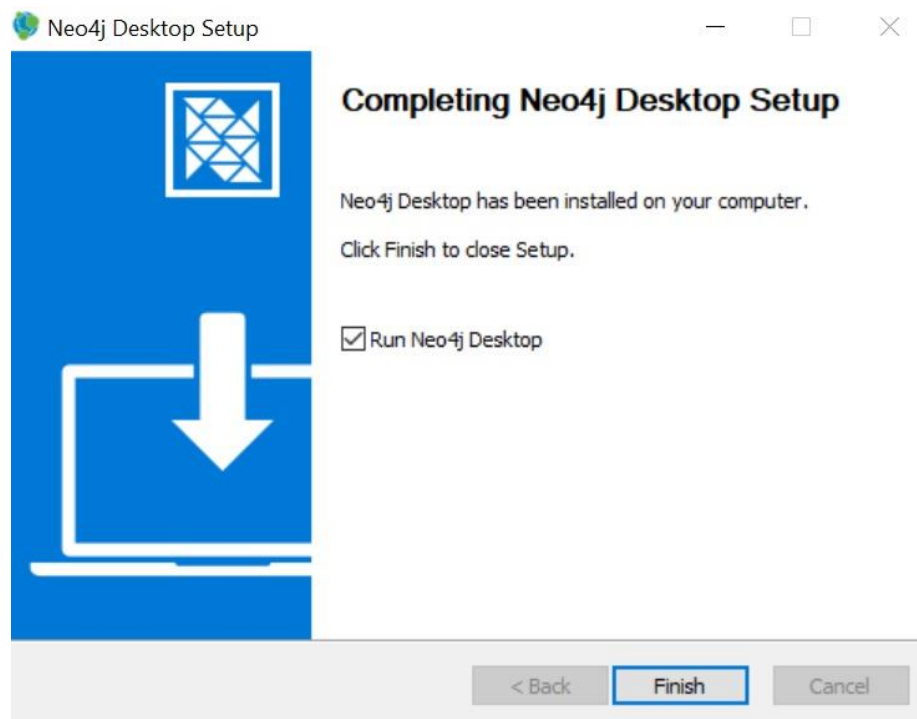 Neo4j Desktop Setup
Completing Neo4j Desktop Setup
Neo4j Desktop has been installed on your computer.
Click Finish to close Setup.
Run Neo4j Desktop
< Back
Finish
Cancel